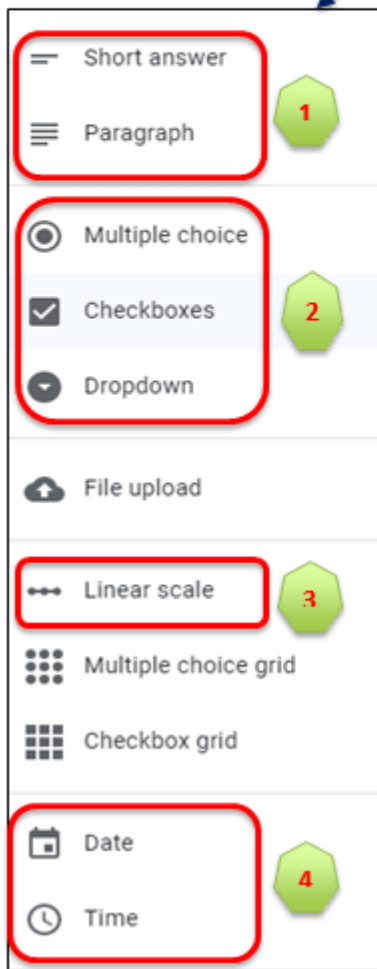 Short answer
Paragraph
1
Multiple choice
Checkboxes
2
Dropdown
File upload
Linear scale
3
Multiple choice grid
Checkbox grid
Date
4
Time